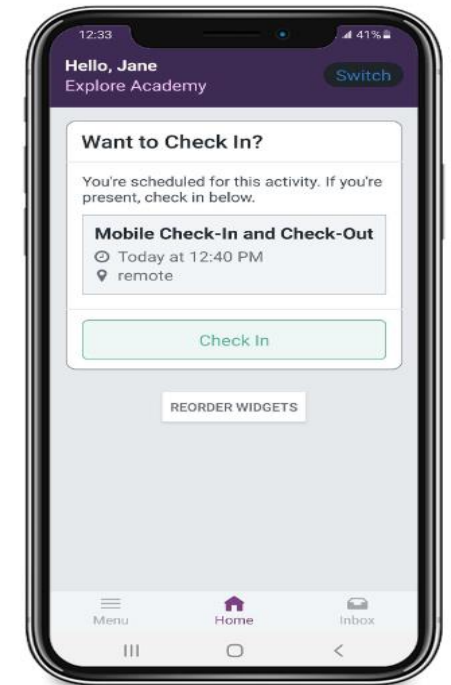 12:33
41%
Hello, Jane
Explore Academy
Switch
Want to Check In?
You're scheduled for this activity. If you're
present, check in below.
Mobile Check-In and Check-Out
Today at 12:40 PM
remote
Check In
REORDER WIDGETS
Menu
Home
Inbox